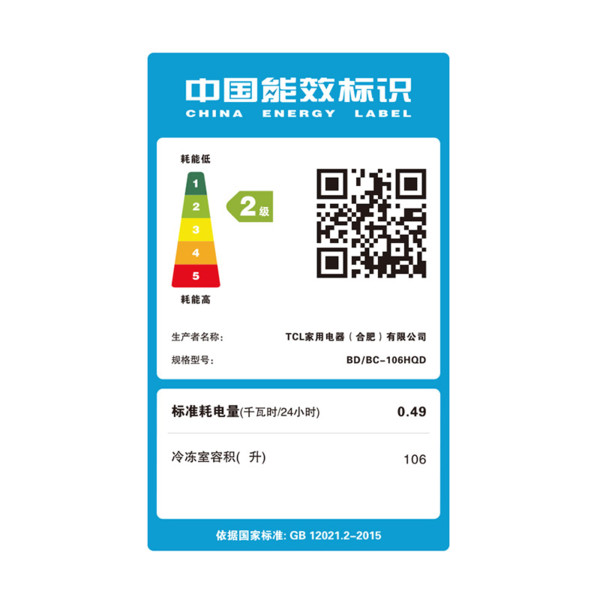 中国能效标识
CHINA ENERGY LABEL
耗能低
1
2
2级
3
4
5
耗能高
生产者名称: TCL家用电器(合肥)有限公司
规格型号: BD/BC-106HQD
标准耗电量(千瓦时/24小时) 0.49
冷冻室容积( 升) 106
依据国家标准: GB 12021.2-2015